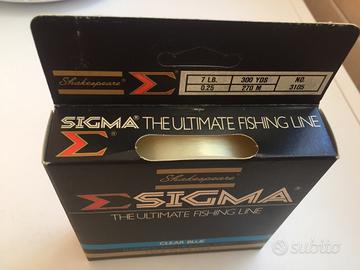 Shakespeare Σ® 7 LB. 300 YDS NO.
0.25 270 M 3105
SIGMA® THE ULTIMATE FISHING LINE
Σ®
Shakespeare
ΣSIGMA®
THE ULTIMATE FISHING LINE
CLEAR BLUE
subito